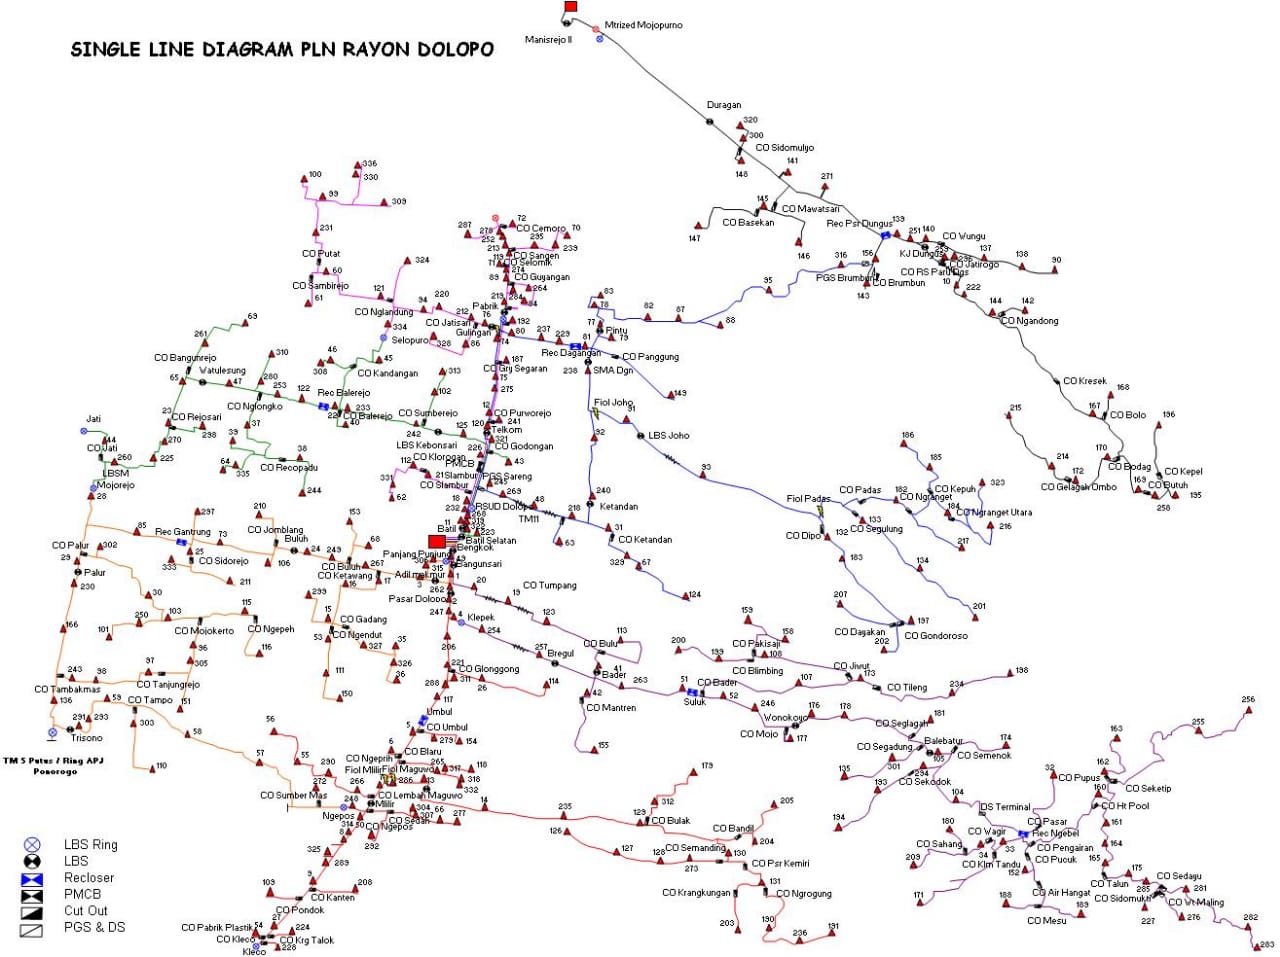 Mtrized Mojopurno
Manisrejo II
SINGLE LINE DIAGRAM PLN RAYON DOLOPO
Duragan
320
300
CO Sidomulyo
148
141
271
336
330
100
99
309
145
CO Mawatsari
CO Basekan
147
146
Rec Psr Dungus
139
251
140
CO Wungu
KJ Dungus
137
138
90
CO Jatirogo
10
222
156
316
PGS Brumbun
CO Brumbun
143
95
144
142
CO Ngandong
231
CO Putat
60
CO Sambirejo
61
324
121
94
220
CO Nglandung
334
Selopuro
212
CO Jatisari
Gulingan
328
86
76
287
72
CO Cemoro
252
295
70
239
213
CO Sangen
CO Selomik
274
89
CO Guyangan
264
284
Pabrik
192
80
237
229
81
Rec Dagangan
83
78
77
Pintu
79
82
87
88
CO Panggung
238
SMA Dgn
149
69
261
CO Bangunrejo
65
Watulesung
47
310
280
253
122
CO Nglongko
Rec Balerejo
22
233
CO Balerejo
40
46
308
45
CO Kandangan
313
102
CO Sumberejo
242
125
LBS Kebonsari
CO Klorogan
112
331
62
74
187
CO Grj Segaran
75
275
12
CO Purworejo
241
Telkom
120
321
CO Godongan
226
43
PMCB
PGS Sareng
CO Slambur
245
269
48
218
TM11
63
Fiol Joho
91
LBS Joho
92
93
240
Ketandan
31
CO Ketandan
329
67
124
CO Kresek
168
167
CO Bolo
196
215
214
172
CO Gelagah Ombo
170
CO Bodag
169
CO Kepel
CO Butuh
195
258
186
185
Fiol Padas
CO Padas
182
CO Ngranget
CO Kepuh
323
133
CO Segulung
184
CO Ngranget Utara
216
217
CO Dipo
132
183
134
201
207
CO Dayakan
197
CO Gondoroso
202
Jati
44
CO Jati
260
LBSM
Mojorejo
28
23
CO Rejosari
298
270
225
37
39
64
335
38
CO Recopadu
244
85
297
Rec Gantrung
73
25
333
CO Sidorejo
211
CO Palur
302
29
Palur
230
210
CO Jomblang
Buluh
24
249
106
153
68
CO Buluh
267
CO Ketawang
17
16
30
250
103
101
CO Mojokerto
115
CO Ngepeh
116
166
96
305
299
15
CO Gadang
53
CO Ngendut
327
35
326
36
111
150
243
98
97
CO Tambakmas
CO Tanjungrejo
151
136
59
CO Tampo
291
293
303
58
Trisono
110
57
TM 5 Putus / Ring APJ
Ponorogo
18
232
RSUD Dolopo
268
11
Batil
223
Batil Selatan
Bengkok
Panjang Punjung
Bangunsari
315
1
3
262
2
Pasar Dolopo
247
4
Klepek
254
20
19
CO Tumpang
123
257
Bregul
113
CO Bulu
41
Bader
263
42
CO Mantren
155
206
221
311
CO Glonggong
26
114
288
117
Umbul
5
CO Umbul
279
154
6
CO Blaru
CO Ngeprih
265
317
118
318
332
Fiol Mlilir
Fiol Maguwo
286
13
CO Lembah Maguwo
14
304
307
66
277
CO Sedan
56
55
290
272
266
CO Sumber Mas
248
Ngepos
Mlilir
314
50
CO Ngepos
8
292
325
289
9
109
208
CO Kanten
CO Pondok
27
CO Pabrik Plastik
54
224
CO Kleco
CO Krg Talok
Kleco
228
159
158
200
199
CO Pakisaji
108
CO Blimbing
107
CO Jiwut
173
CO Tileng
234
198
51
Suluk
CO Bader
52
246
176
178
Wonokoyo
CO Mojo
177
CO Seglagah
181
CO Segadung
Balebatur
174
CO Semenok
105
135
301
294
CO Sekodok
193
194
104
DS Terminal
32
179
312
235
129
CO Bulak
126
127
128
CO Bandil
205
204
CO Semanding
130
273
CO Psr Kemiri
131
CO Krangkungan
CO Ngrogung
203
190
236
191
180
CO Sahang
209
CO Wagir
34
33
CO Pasar
Rec Ngebel
CO Pengairan
CO Pucuk
CO Klm Tandu
152
171
188
CO Air Hangat
CO Mesu
189
163
162
CO Pupus
CO Seketip
255
256
160
CO Ht Pool
161
164
165
CO Talun
175
285
CO Sedayu
281
CO Sidomukti
CO Wt Maling
227
276
282
283
LBS Ring
LBS
Recloser
PMCB
Cut Out
PGS & DS